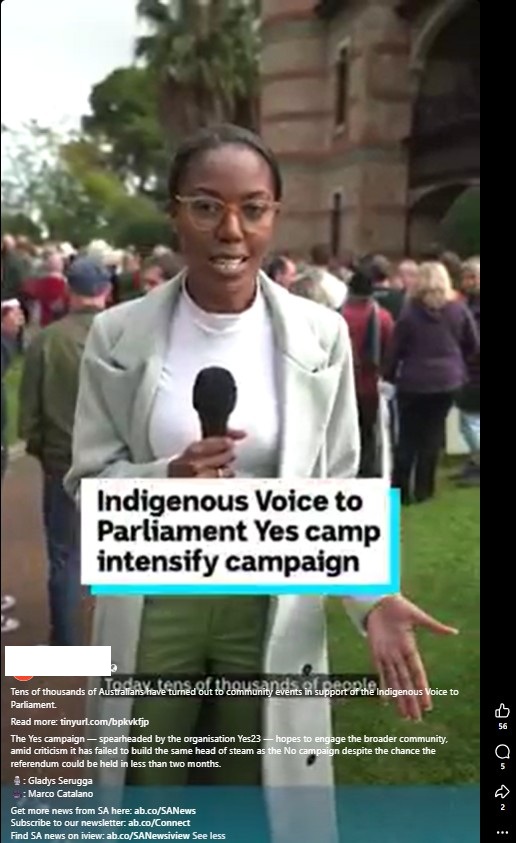 Indigenous Voice to
Parliament Yes camp
intensify campaign
Today, tens of thousands of people
Tens of thousands of Australians have turned out to community events in support of the Indigenous Voice to
Parliament.
Read more: tinyurl.com/bpkvkfjp
The Yes campaign — spearheaded by the organisation Yes23 — hopes to engage the broader community,
amid criticism it has failed to build the same head of steam as the No campaign despite the chance the
referendum could be held in less than two months.
: Gladys Serugga
: Marco Catalano
Get more news from SA here: ab.co/SANews
Subscribe to our newsletter: ab.co/Connect
Find SA news on iview: ab.co/SANewsiview See less
56
5
2